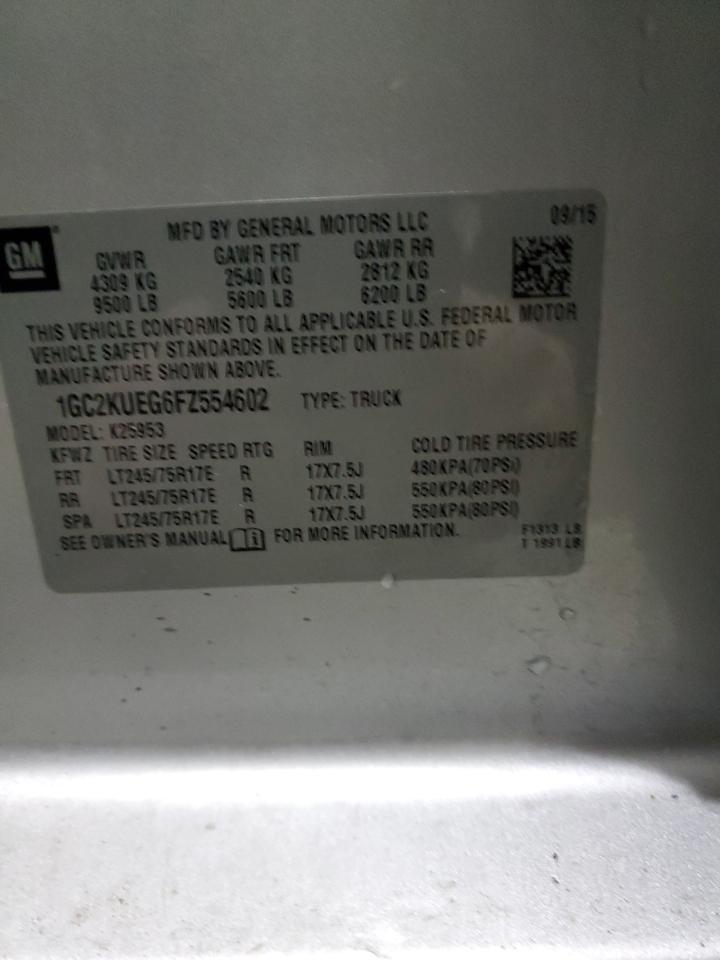 GM
MFD BY GENERAL MOTORS LLC 09/15
GVWR GAWR FRT GAWR RR
4309 KG 2540 KG 2812 KG
9500 LB 5600 LB 6200 LB
THIS VEHICLE CONFORMS TO ALL APPLICABLE U.S. FEDERAL MOTOR
VEHICLE SAFETY STANDARDS IN EFFECT ON THE DATE OF
MANUFACTURE SHOWN ABOVE.
1GC2KUEG6FZ554602 TYPE: TRUCK
MODEL: K25953
KFWZ TIRE SIZE SPEED RTG RIM COLD TIRE PRESSURE
FRT LT245/75R17E R 17X7.5J 480KPA(70PSI)
RR LT245/75R17E R 17X7.5J 550KPA(80PSI)
SPA LT245/75R17E R 17X7.5J 550KPA(80PSI)
SEE OWNER'S MANUAL FOR MORE INFORMATION.
F1313 LB
T 1991 LB